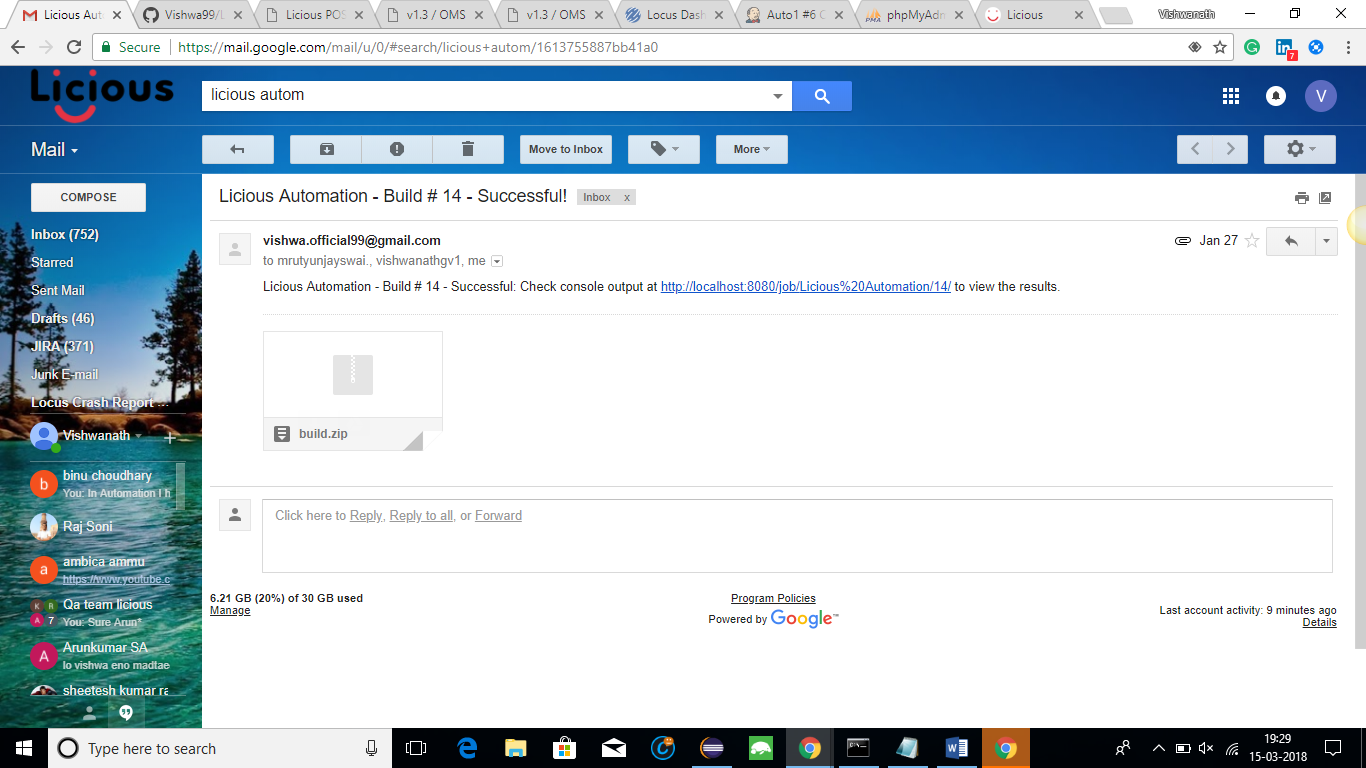 Licious Auto
Vishwa99/L
Licious POS
v1.3 / OMS
v1.3 / OMS
Locus Dash
Auto1 #6 C
phpMyAdm
Licious
Vishwanath
Secure
https://mail.google.com/mail/u/0/#search/licious+autom/1613755887bb41a0
7
Licious
licious autom
V
Mail
Move to Inbox
More
COMPOSE
Licious Automation - Build # 14 - Successful!
Inbox x
Inbox (752)
Starred
Sent Mail
Drafts (46)
JIRA (371)
Junk E-mail
Locus Crash Report ...
vishwa.official99@gmail.com
Jan 27
to mrutyunjayswai., vishwanathgv1, me
Licious Automation - Build # 14 - Successful: Check console output at http://localhost:8080/job/Licious%20Automation/14/ to view the results.
build.zip
Vishwanath
b
binu choudhary
You: In Automation I h
Raj Soni
a
ambica ammu
https://www.youtube.c
K R A 7
Qa team licious
You: Sure Arun*
A
Arunkumar SA
lo vishwa eno madtae
sheetesh kumar ra
Click here to Reply, Reply to all, or Forward
6.21 GB (20%) of 30 GB used
Manage
Program Policies
Powered by Google™
Last account activity: 9 minutes ago
Details
Type here to search
19:29
15-03-2018